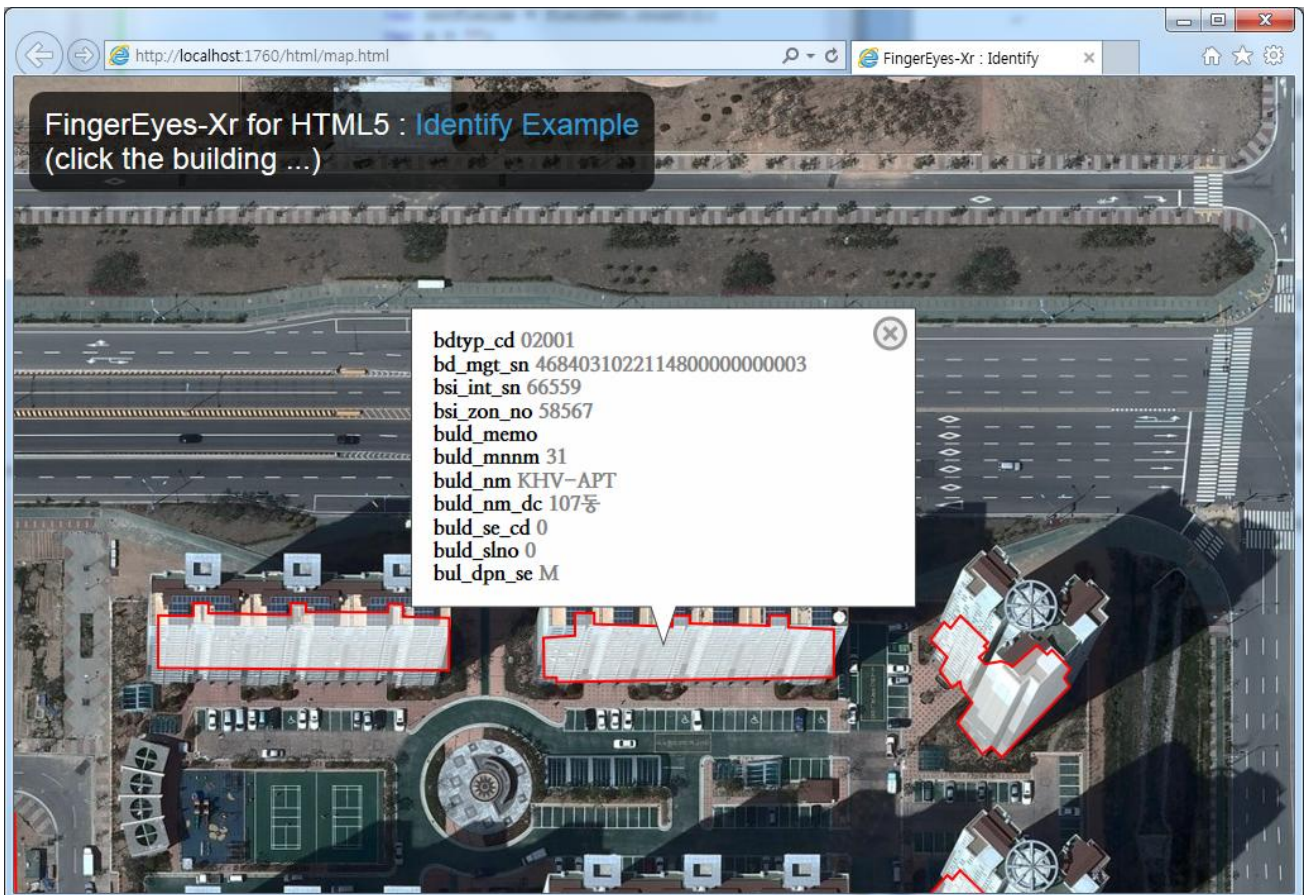 http://localhost:1760/html/map.html
FingerEyes-Xr : Identify
FingerEyes-Xr for HTML5 : Identify Example
(click the building ...)
bdtyp_cd 02001
bd_mgt_sn 4684031022114800000000003
bsi_int_sn 66559
bsi_zon_no 58567
buld_memo
buld_mnnm 31
buld_nm KHV-APT
buld_nm_dc 107동
buld_se_cd 0
buld_slno 0
bul_dpn_se M